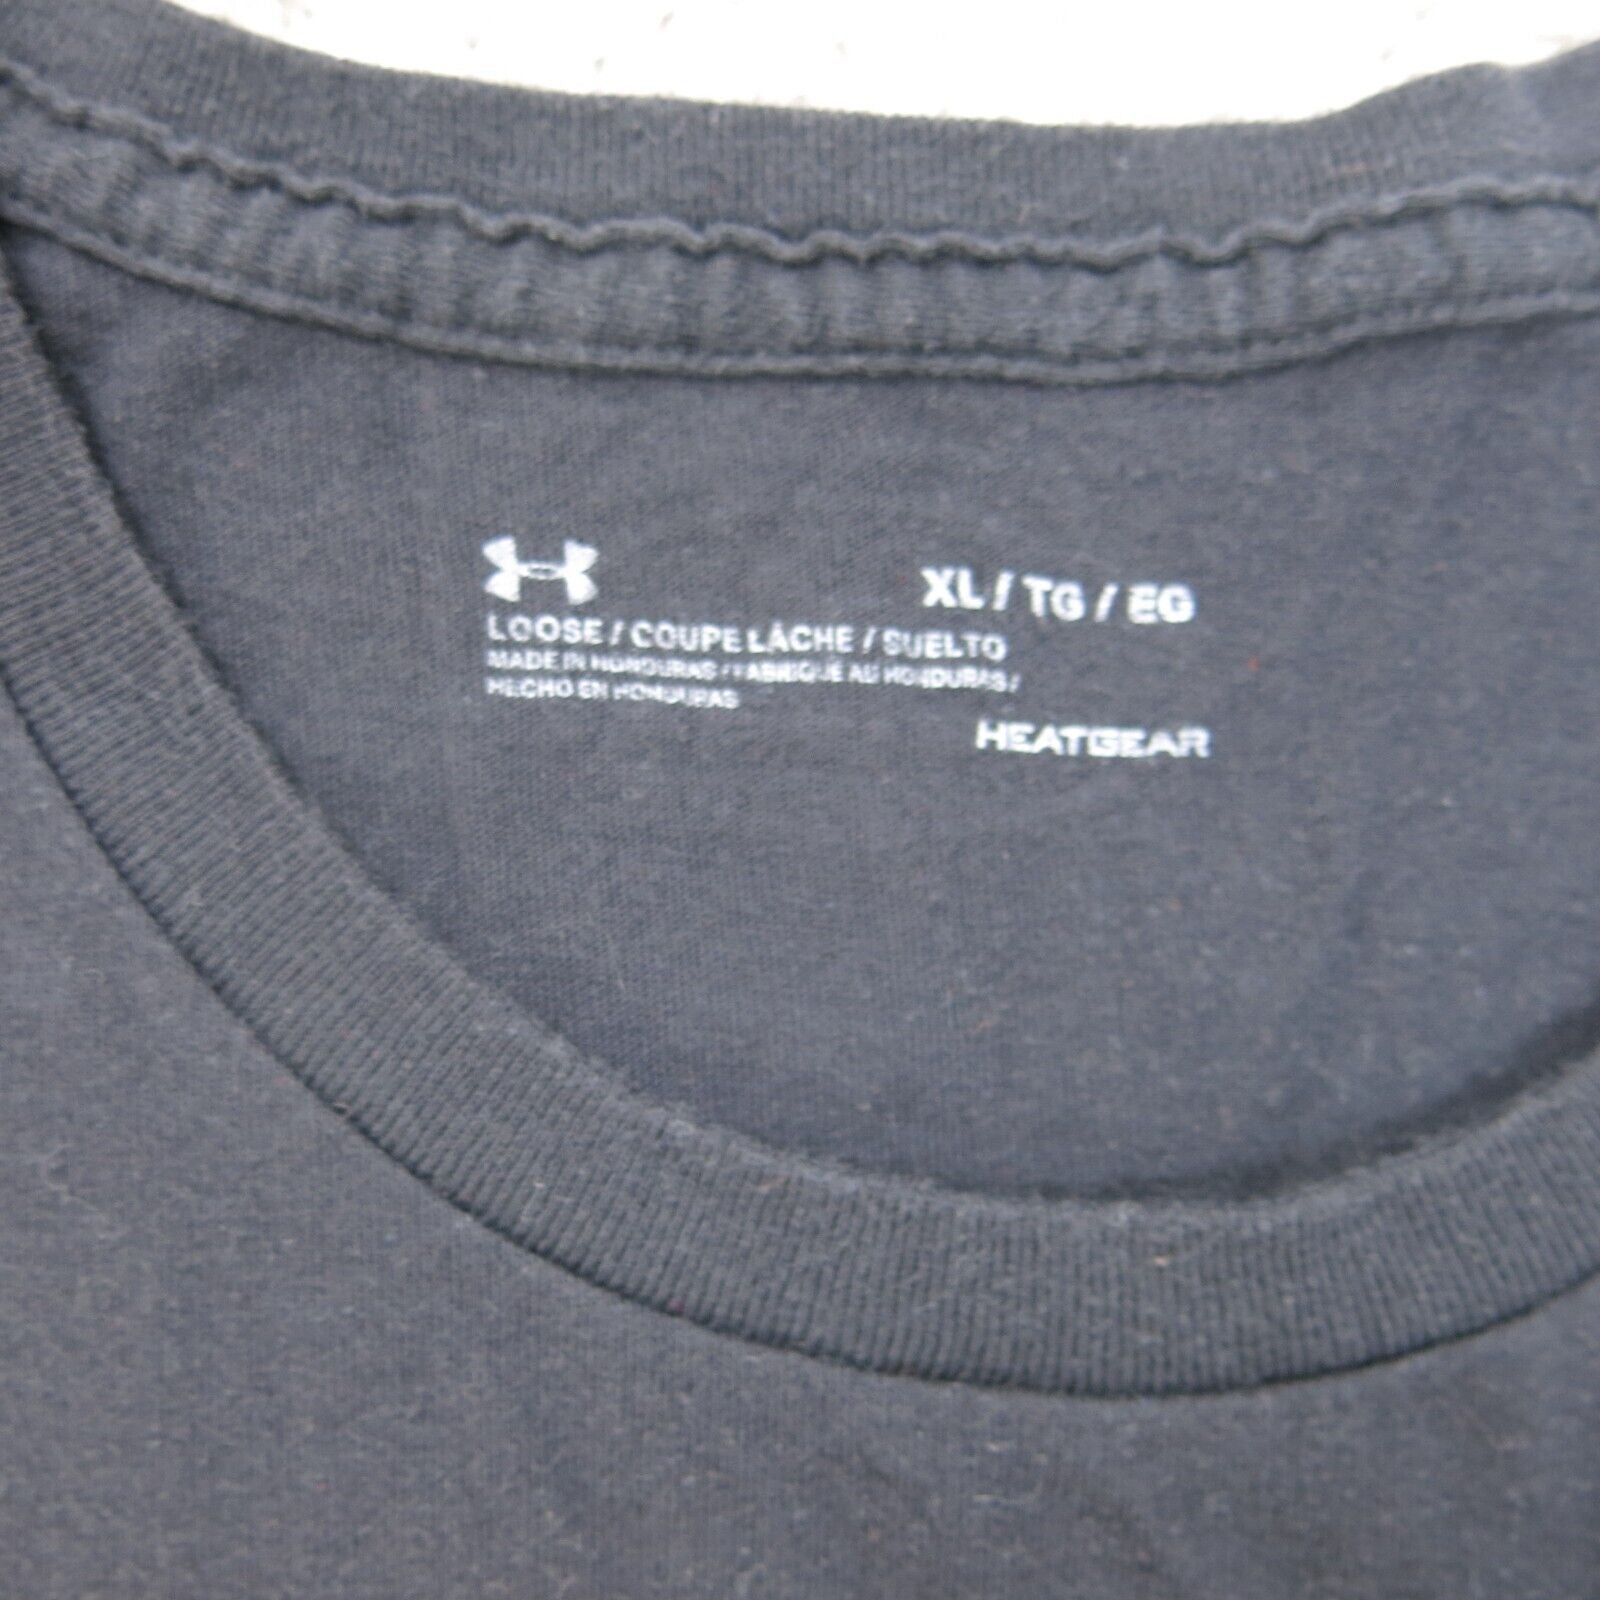 XL / TG / EG
LOOSE / COUPE LÂCHE / SUELTO
MADE IN HONDURAS / FABRIQUÉ AU HONDURAS /
HECHO EN HONDURAS
HEATGEAR